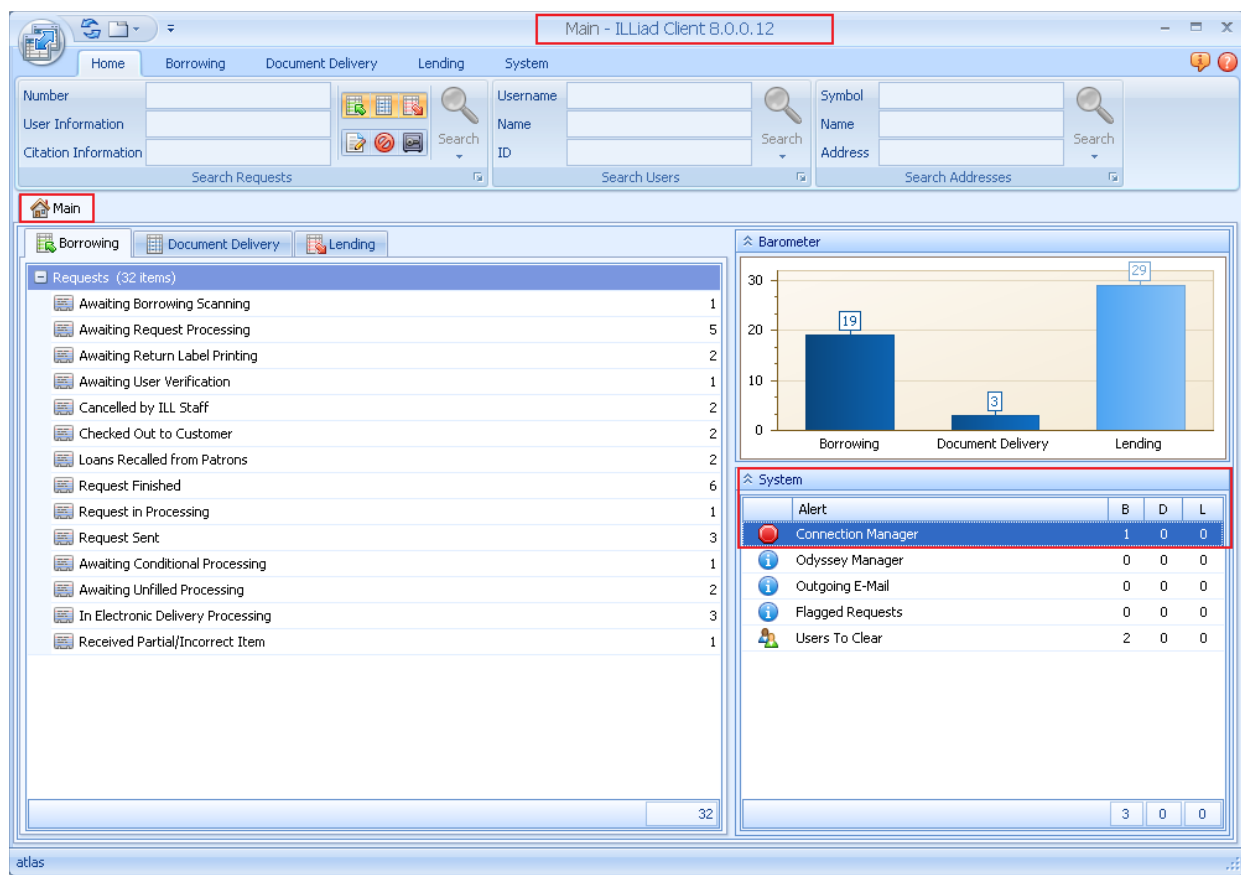 Main - ILLiad Client 8.0.0.12
Home Borrowing Document Delivery Lending System
Number
User Information
Citation Information
Search
Search Requests
Username
Name
ID
Search
Search Users
Symbol
Name
Address
Search
Search Addresses
Main
Borrowing Document Delivery Lending
Requests (32 items)
Awaiting Borrowing Scanning 1
Awaiting Request Processing 5
Awaiting Return Label Printing 2
Awaiting User Verification 1
Cancelled by ILL Staff 2
Checked Out to Customer 2
Loans Recalled from Patrons 2
Request Finished 6
Request in Processing 1
Request Sent 3
Awaiting Conditional Processing 1
Awaiting Unfilled Processing 2
In Electronic Delivery Processing 3
Received Partial/Incorrect Item 1
32
Barometer
30
20
10
0
19
3
29
Borrowing Document Delivery Lending
System
Alert B D L
Connection Manager 1 0 0
Odyssey Manager 0 0 0
Outgoing E-Mail 0 0 0
Flagged Requests 0 0 0
Users To Clear 2 0 0
3 0 0
atlas